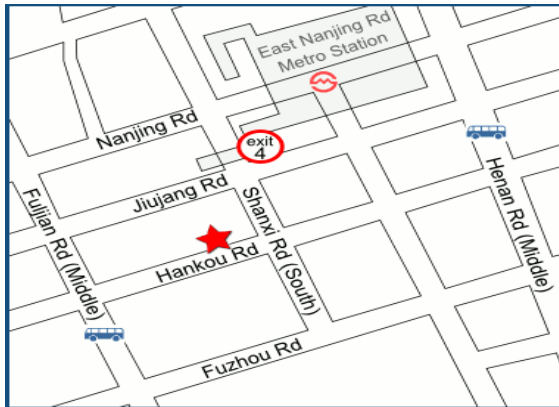 East Nanjing Rd
Metro Station
Nanjing Rd
exit
4
Jiujang Rd
Henan Rd (Middle)
Fulijan Rd (Middle)
Shanxi Rd (South)
Hankou Rd
Fuzhou Rd